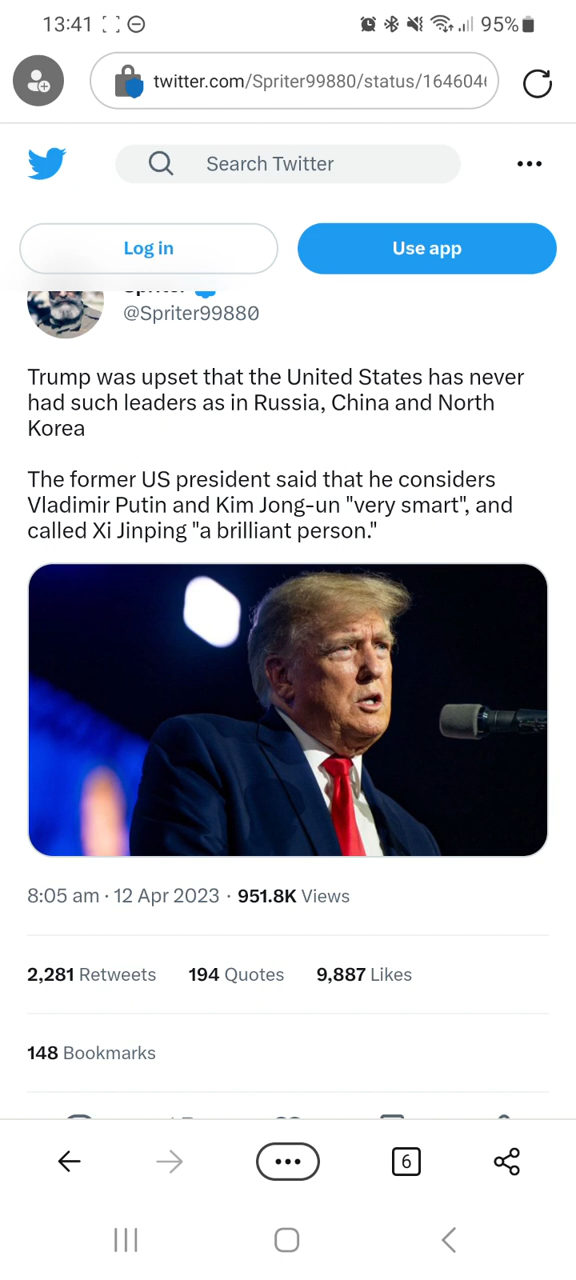 13:41
95%
twitter.com/Spriter99880/status/164604
Search Twitter
Log in
Use app
Spriter
@Spriter99880
Trump was upset that the United States has never
had such leaders as in Russia, China and North
Korea
The former US president said that he considers
Vladimir Putin and Kim Jong-un "very smart", and
called Xi Jinping "a brilliant person."
8:05 am · 12 Apr 2023 · 951.8K Views
2,281 Retweets 194 Quotes 9,887 Likes
148 Bookmarks
6